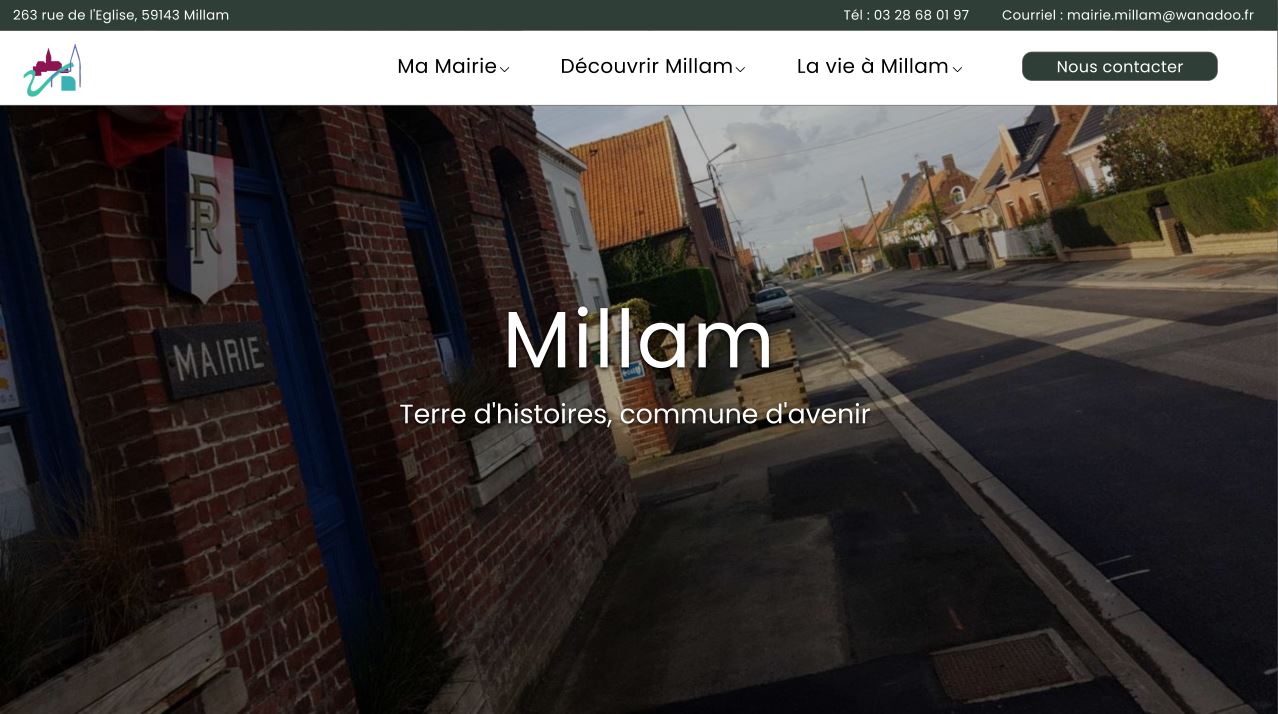 263 rue de l'Eglise, 59143 Millam
Tél : 03 28 68 01 97
Courriel : mairie.millam@wanadoo.fr
Ma Mairie
Découvrir Millam
La vie à Millam
Nous contacter
RF
MAIRIE
Millam
Terre d'histoires, commune d'avenir